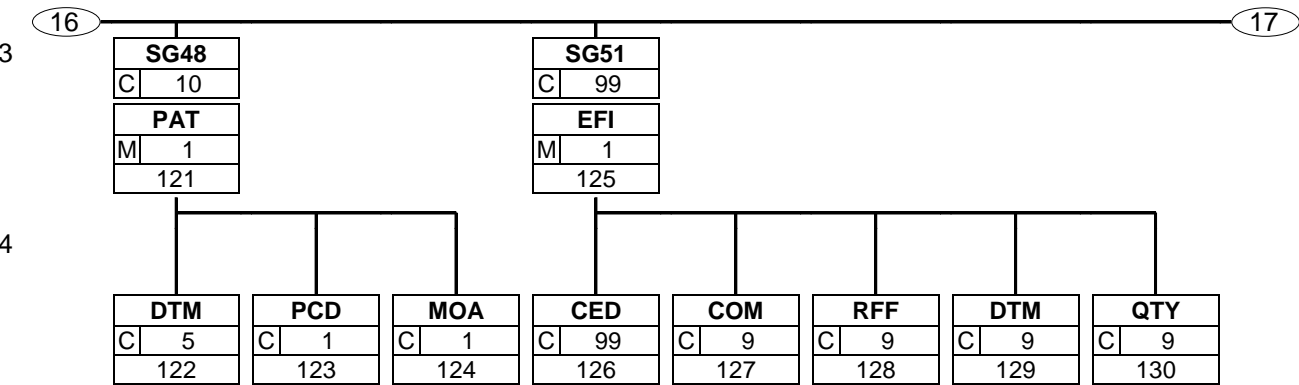 16 17
3 SG48 SG51
C 10 C 99
PAT EFI
M 1 M 1
121 125
4
DTM PCD MOA CED COM RFF DTM QTY
C 5 C 1 C 1 C 99 C 9 C 9 C 9 C 9
122 123 124 126 127 128 129 130